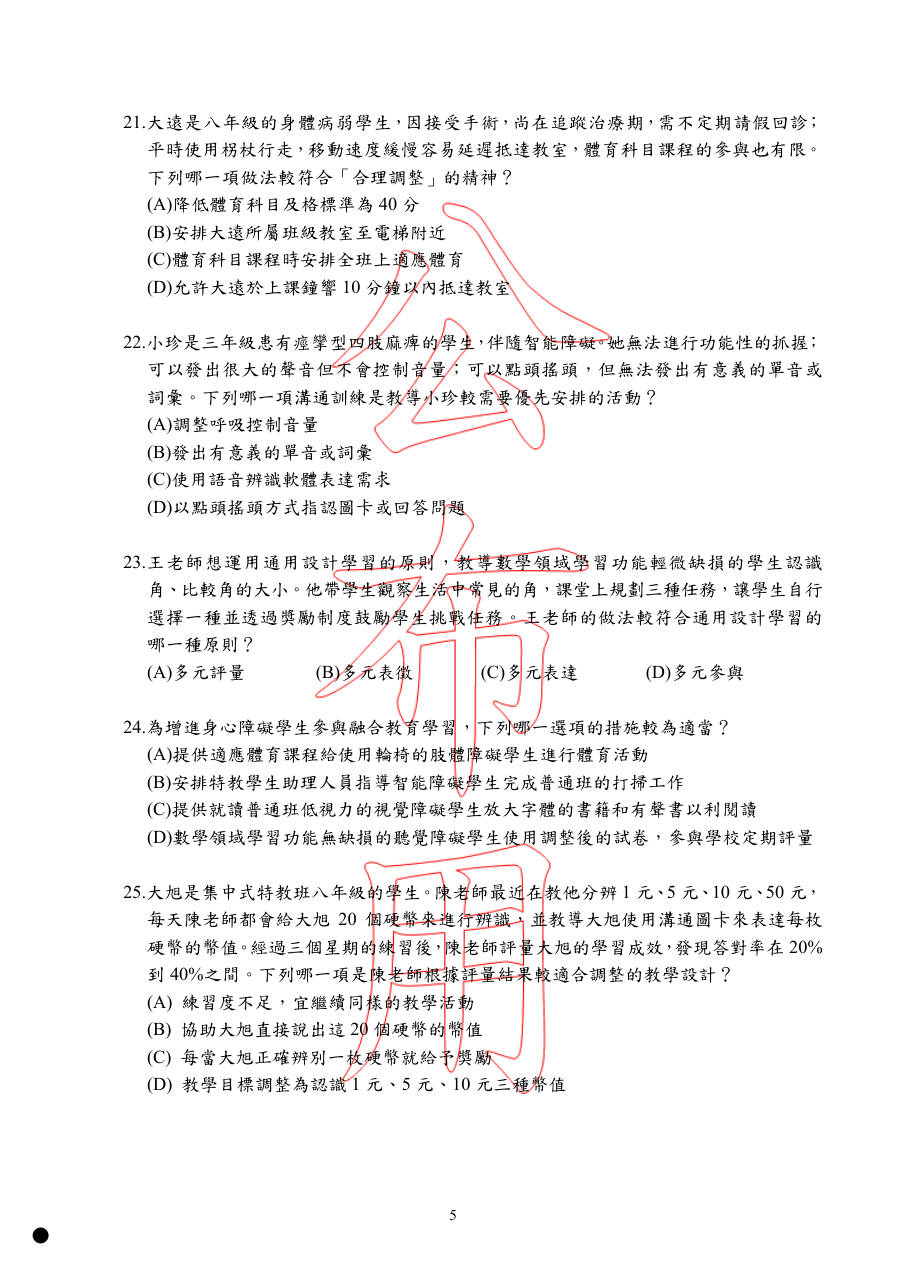 21.大遠是八年級的身體病弱學生，因接受手術，尚在追蹤治療期，需不定期請假回診；
平時使用柺杖行走，移動速度緩慢容易延遲抵達教室，體育科目課程的參與也有限。
下列哪一項做法較符合「合理調整」的精神？
(A)降低體育科目及格標準為 40 分
(B)安排大遠所屬班級教室至電梯附近
(C)體育科目課程時安排全班上適應體育
(D)允許大遠於上課鐘響 10 分鐘以內抵達教室
22.小珍是三年級患有痙攣型四肢麻痺的學生，伴隨智能障礙。她無法進行功能性的抓握；
可以發出很大的聲音但不會控制音量；可以點頭搖頭，但無法發出有意義的單音或
詞彙。下列哪一項溝通訓練是教導小珍較需要優先安排的活動？
(A)調整呼吸控制音量
(B)發出有意義的單音或詞彙
(C)使用語音辨識軟體表達需求
(D)以點頭搖頭方式指認圖卡或回答問題
23.王老師想運用通用設計學習的原則，教導數學領域學習功能輕微缺損的學生認識
角、比較角的大小。他帶學生觀察生活中常見的角，課堂上規劃三種任務，讓學生自行
選擇一種並透過獎勵制度鼓勵學生挑戰任務。王老師的做法較符合通用設計學習的
哪一種原則？
(A)多元評量 (B)多元表徵 (C)多元表達 (D)多元參與
24.為增進身心障礙學生參與融合教育學習，下列哪一選項的措施較為適當？
(A)提供適應體育課程給使用輪椅的肢體障礙學生進行體育活動
(B)安排特教學生助理人員指導智能障礙學生完成普通班的打掃工作
(C)提供就讀普通班低視力的視覺障礙學生放大字體的書籍和有聲書以利閱讀
(D)數學領域學習功能無缺損的聽覺障礙學生使用調整後的試卷，參與學校定期評量
25.大旭是集中式特教班八年級的學生。陳老師最近在教他分辨 1 元、5 元、10 元、50 元，
每天陳老師都會給大旭 20 個硬幣來進行辨識，並教導大旭使用溝通圖卡來表達每枚
硬幣的幣值。經過三個星期的練習後，陳老師評量大旭的學習成效，發現答對率在 20%
到 40%之間。下列哪一項是陳老師根據評量結果較適合調整的教學設計？
(A) 練習度不足，宜繼續同樣的教學活動
(B) 協助大旭直接說出這 20 個硬幣的幣值
(C) 每當大旭正確辨別一枚硬幣就給予獎勵
(D) 教學目標調整為認識 1 元、5 元、10 元三種幣值
公
布
用
5